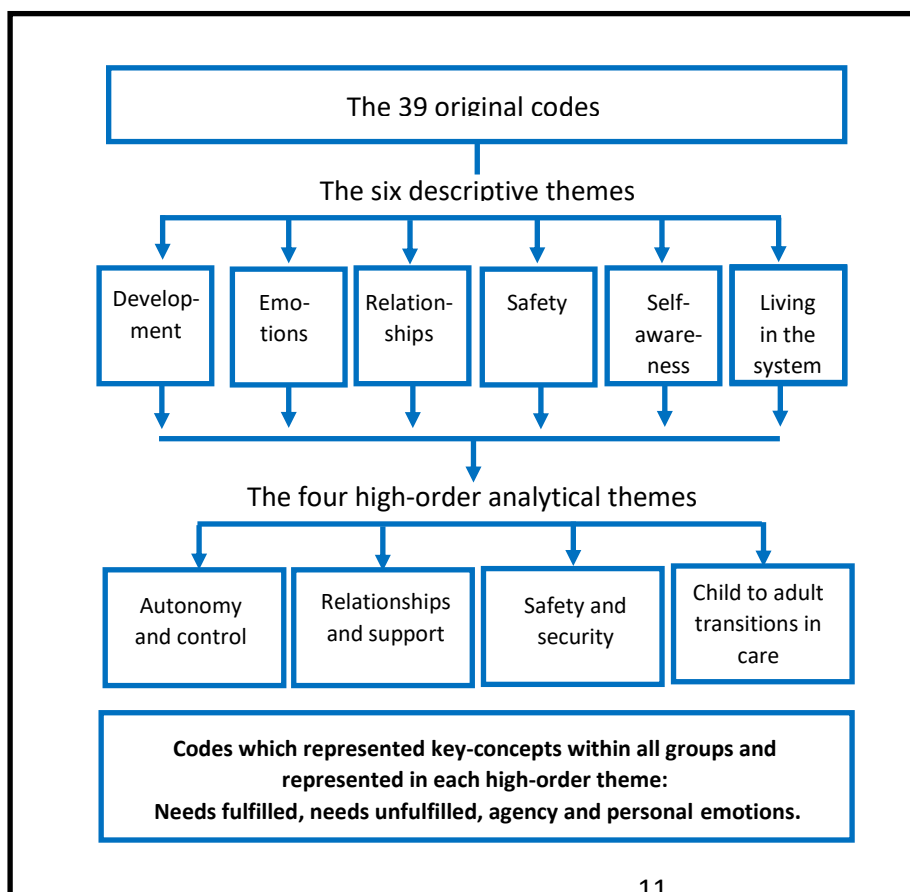 The 39 original codes
The six descriptive themes
Develop-
ment
Emo-
tions
Relation-
ships
Safety
Self-
aware-
ness
Living
in the
system
The four high-order analytical themes
Autonomy
and control
Relationships
and support
Safety and
security
Child to adult
transitions in
care
Codes which represented key-concepts within all groups and
represented in each high-order theme:
Needs fulfilled, needs unfulfilled, agency and personal emotions.
11